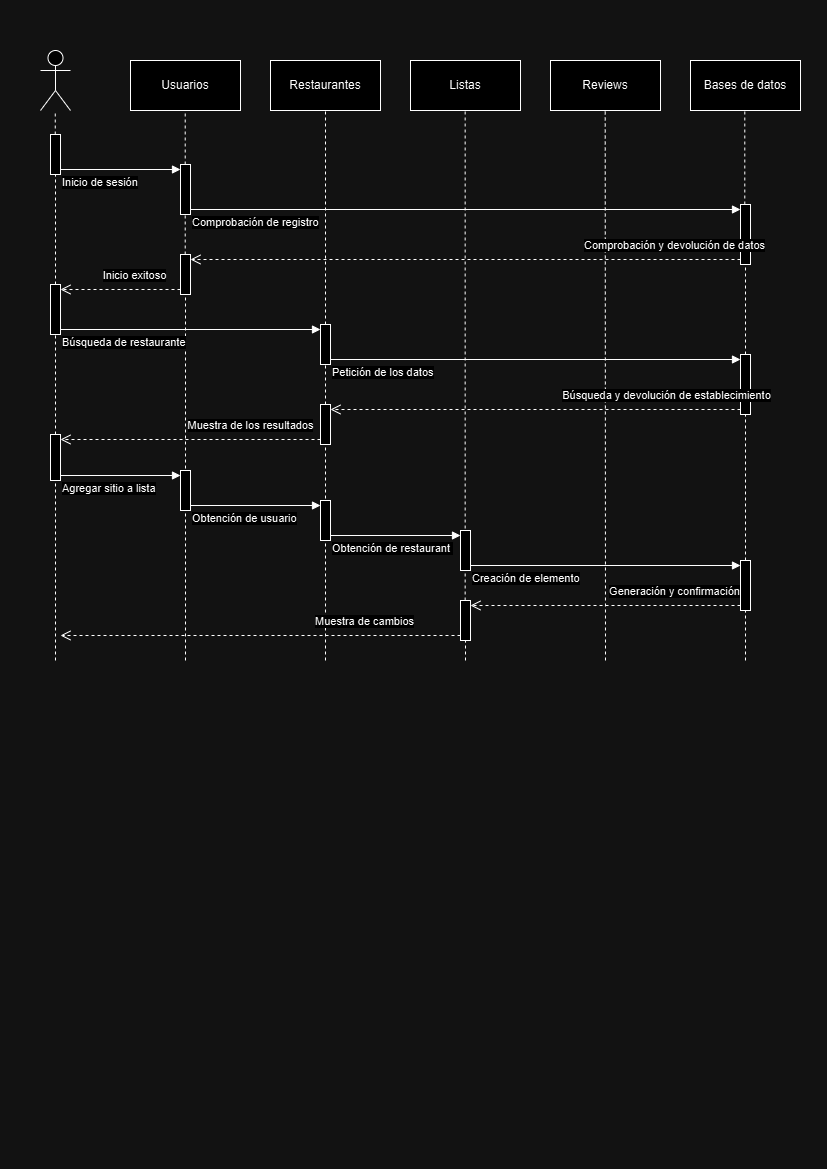 Usuarios
Restaurantes
Listas
Reviews
Bases de datos
Inicio de sesión
Comprobación de registro
Comprobación y devolución de datos
Inicio exitoso
Búsqueda de restaurante
Petición de los datos
Búsqueda y devolución de establecimiento
Muestra de los resultados
Agregar sitio a lista
Obtención de usuario
Obtención de restaurant
Creación de elemento
Generación y confirmación
Muestra de cambios